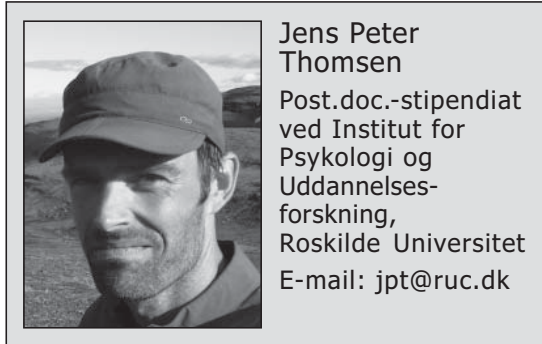 Jens Peter
Thomsen
Post.doc.-stipendiat
ved Institut for
Psykologi og
Uddannelses-
forskning,
Roskilde Universitet
E-mail: jpt@ruc.dk